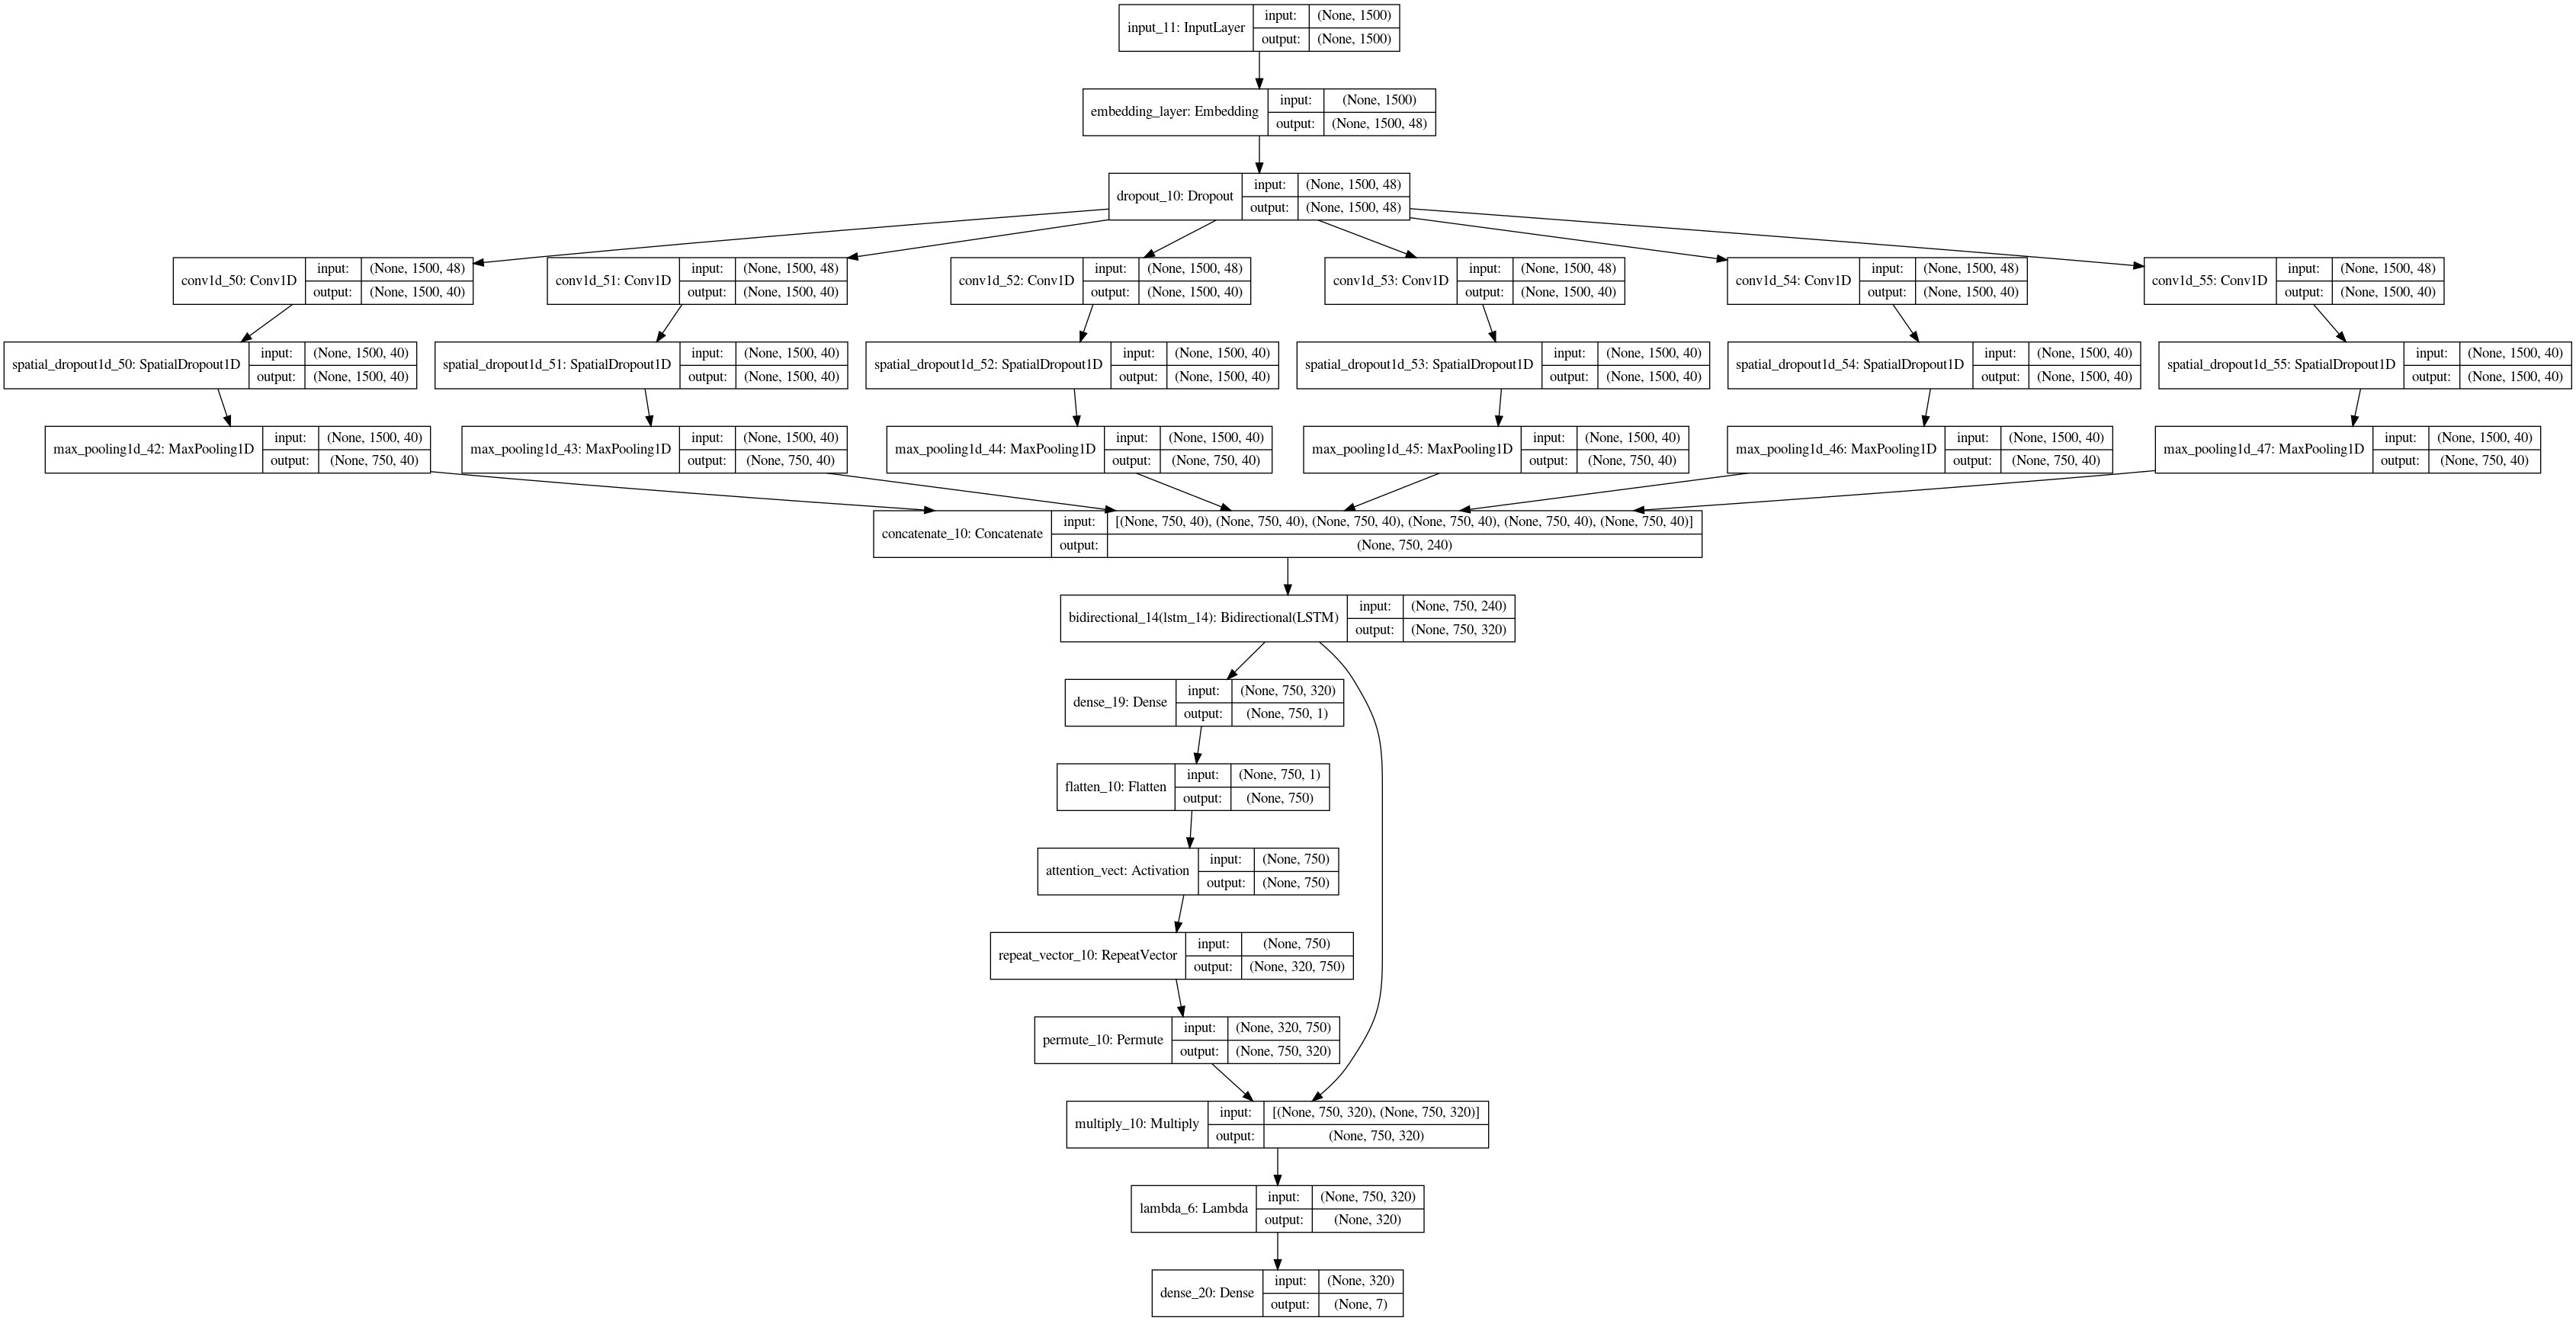 input_11: InputLayer
input: (None, 1500)
output: (None, 1500)
embedding_layer: Embedding
input: (None, 1500)
output: (None, 1500, 48)
dropout_10: Dropout
input: (None, 1500, 48)
output: (None, 1500, 48)
conv1d_50: Conv1D
input: (None, 1500, 48)
output: (None, 1500, 40)
conv1d_51: Conv1D
input: (None, 1500, 48)
output: (None, 1500, 40)
conv1d_52: Conv1D
input: (None, 1500, 48)
output: (None, 1500, 40)
conv1d_53: Conv1D
input: (None, 1500, 48)
output: (None, 1500, 40)
conv1d_54: Conv1D
input: (None, 1500, 48)
output: (None, 1500, 40)
conv1d_55: Conv1D
input: (None, 1500, 48)
output: (None, 1500, 40)
spatial_dropout1d_50: SpatialDropout1D
input: (None, 1500, 40)
output: (None, 1500, 40)
spatial_dropout1d_51: SpatialDropout1D
input: (None, 1500, 40)
output: (None, 1500, 40)
spatial_dropout1d_52: SpatialDropout1D
input: (None, 1500, 40)
output: (None, 1500, 40)
spatial_dropout1d_53: SpatialDropout1D
input: (None, 1500, 40)
output: (None, 1500, 40)
spatial_dropout1d_54: SpatialDropout1D
input: (None, 1500, 40)
output: (None, 1500, 40)
spatial_dropout1d_55: SpatialDropout1D
input: (None, 1500, 40)
output: (None, 1500, 40)
max_pooling1d_42: MaxPooling1D
input: (None, 1500, 40)
output: (None, 750, 40)
max_pooling1d_43: MaxPooling1D
input: (None, 1500, 40)
output: (None, 750, 40)
max_pooling1d_44: MaxPooling1D
input: (None, 1500, 40)
output: (None, 750, 40)
max_pooling1d_45: MaxPooling1D
input: (None, 1500, 40)
output: (None, 750, 40)
max_pooling1d_46: MaxPooling1D
input: (None, 1500, 40)
output: (None, 750, 40)
max_pooling1d_47: MaxPooling1D
input: (None, 1500, 40)
output: (None, 750, 40)
concatenate_10: Concatenate
input: [(None, 750, 40), (None, 750, 40), (None, 750, 40), (None, 750, 40), (None, 750, 40), (None, 750, 40)]
output: (None, 750, 240)
bidirectional_14(lstm_14): Bidirectional(LSTM)
input: (None, 750, 240)
output: (None, 750, 320)
dense_19: Dense
input: (None, 750, 320)
output: (None, 750, 1)
flatten_10: Flatten
input: (None, 750, 1)
output: (None, 750)
attention_vect: Activation
input: (None, 750)
output: (None, 750)
repeat_vector_10: RepeatVector
input: (None, 750)
output: (None, 320, 750)
permute_10: Permute
input: (None, 320, 750)
output: (None, 750, 320)
multiply_10: Multiply
input: [(None, 750, 320), (None, 750, 320)]
output: (None, 750, 320)
lambda_6: Lambda
input: (None, 750, 320)
output: (None, 320)
dense_20: Dense
input: (None, 320)
output: (None, 7)